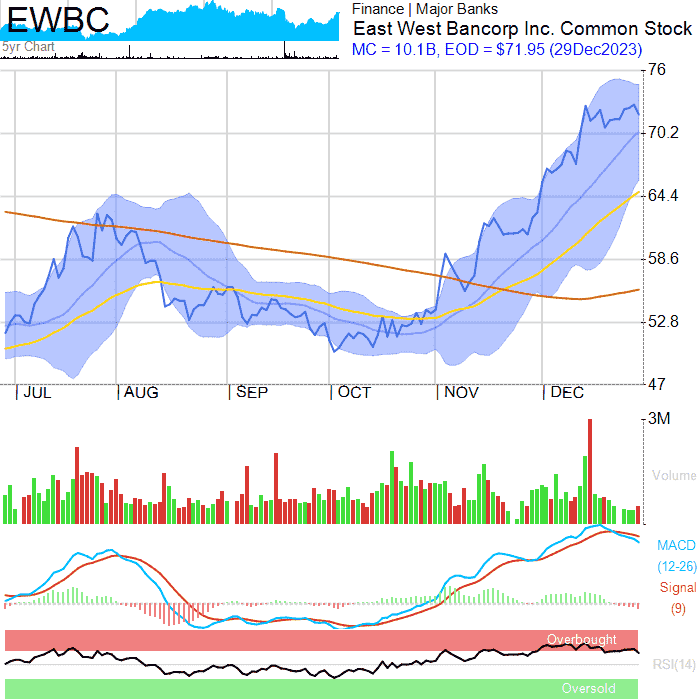 EWBC
5yr Chart
Finance | Major Banks
East West Bancorp Inc. Common Stock
MC = 10.1B, EOD = $71.95 (29Dec2023)
76
70.2
64.4
58.6
52.8
47
JUL AUG SEP OCT NOV DEC
3M
Volume
MACD
(12-26)
Signal
(9)
Overbought
RSI(14)
Oversold